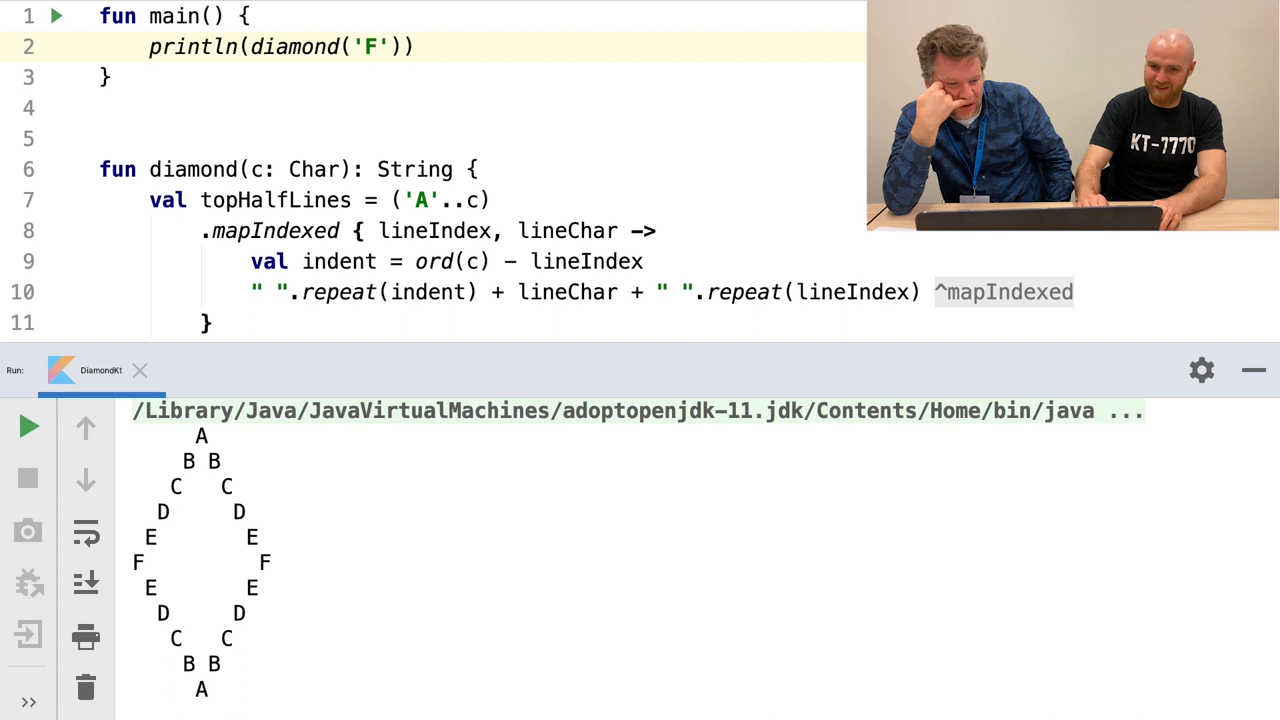 1 fun main() {
2 println(diamond('F'))
3 }
4
5
6 fun diamond(c: Char): String {
7 val topHalfLines = ('A'..c)
8 .mapIndexed { lineIndex, lineChar ->
9 val indent = ord(c) - lineIndex
10 " ".repeat(indent) + lineChar + " ".repeat(lineIndex) ^mapIndexed
11 }
KT-7770
Run: DiamondKt
/Library/Java/JavaVirtualMachines/adoptopenjdk-11.jdk/Contents/Home/bin/java ...
A
B B
C C
D D
E E
F F
E E
D D
C C
B B
A
>>